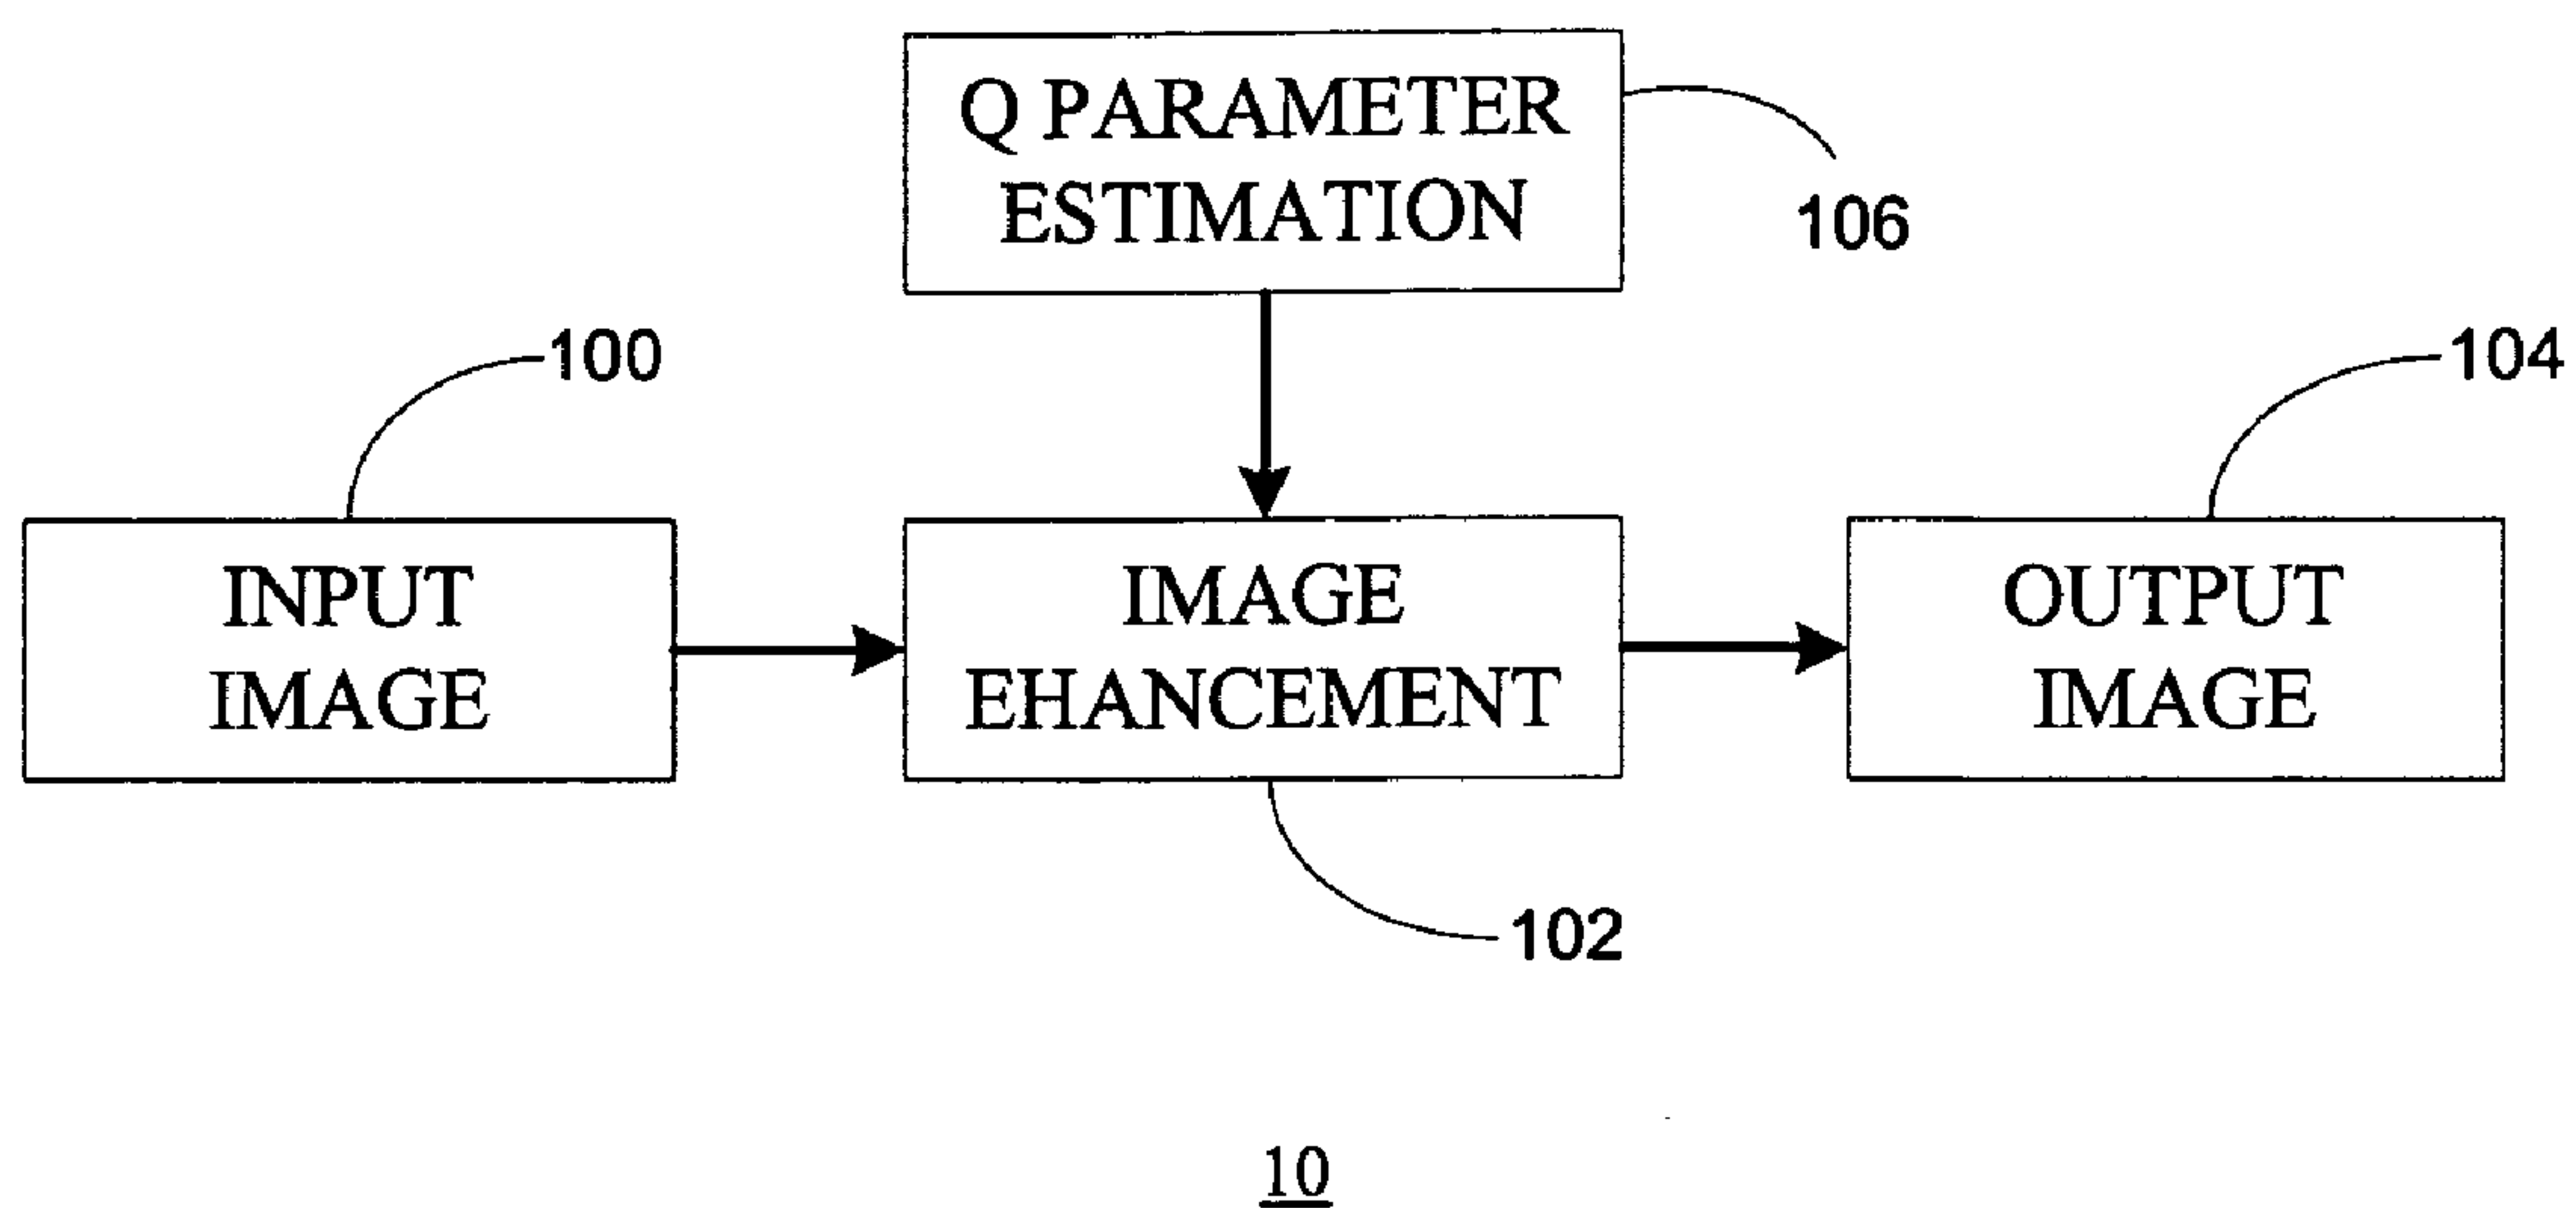 Q PARAMETER
ESTIMATION
106
100
104
INPUT
IMAGE
IMAGE
EHANCEMENT
OUTPUT
IMAGE
102
10